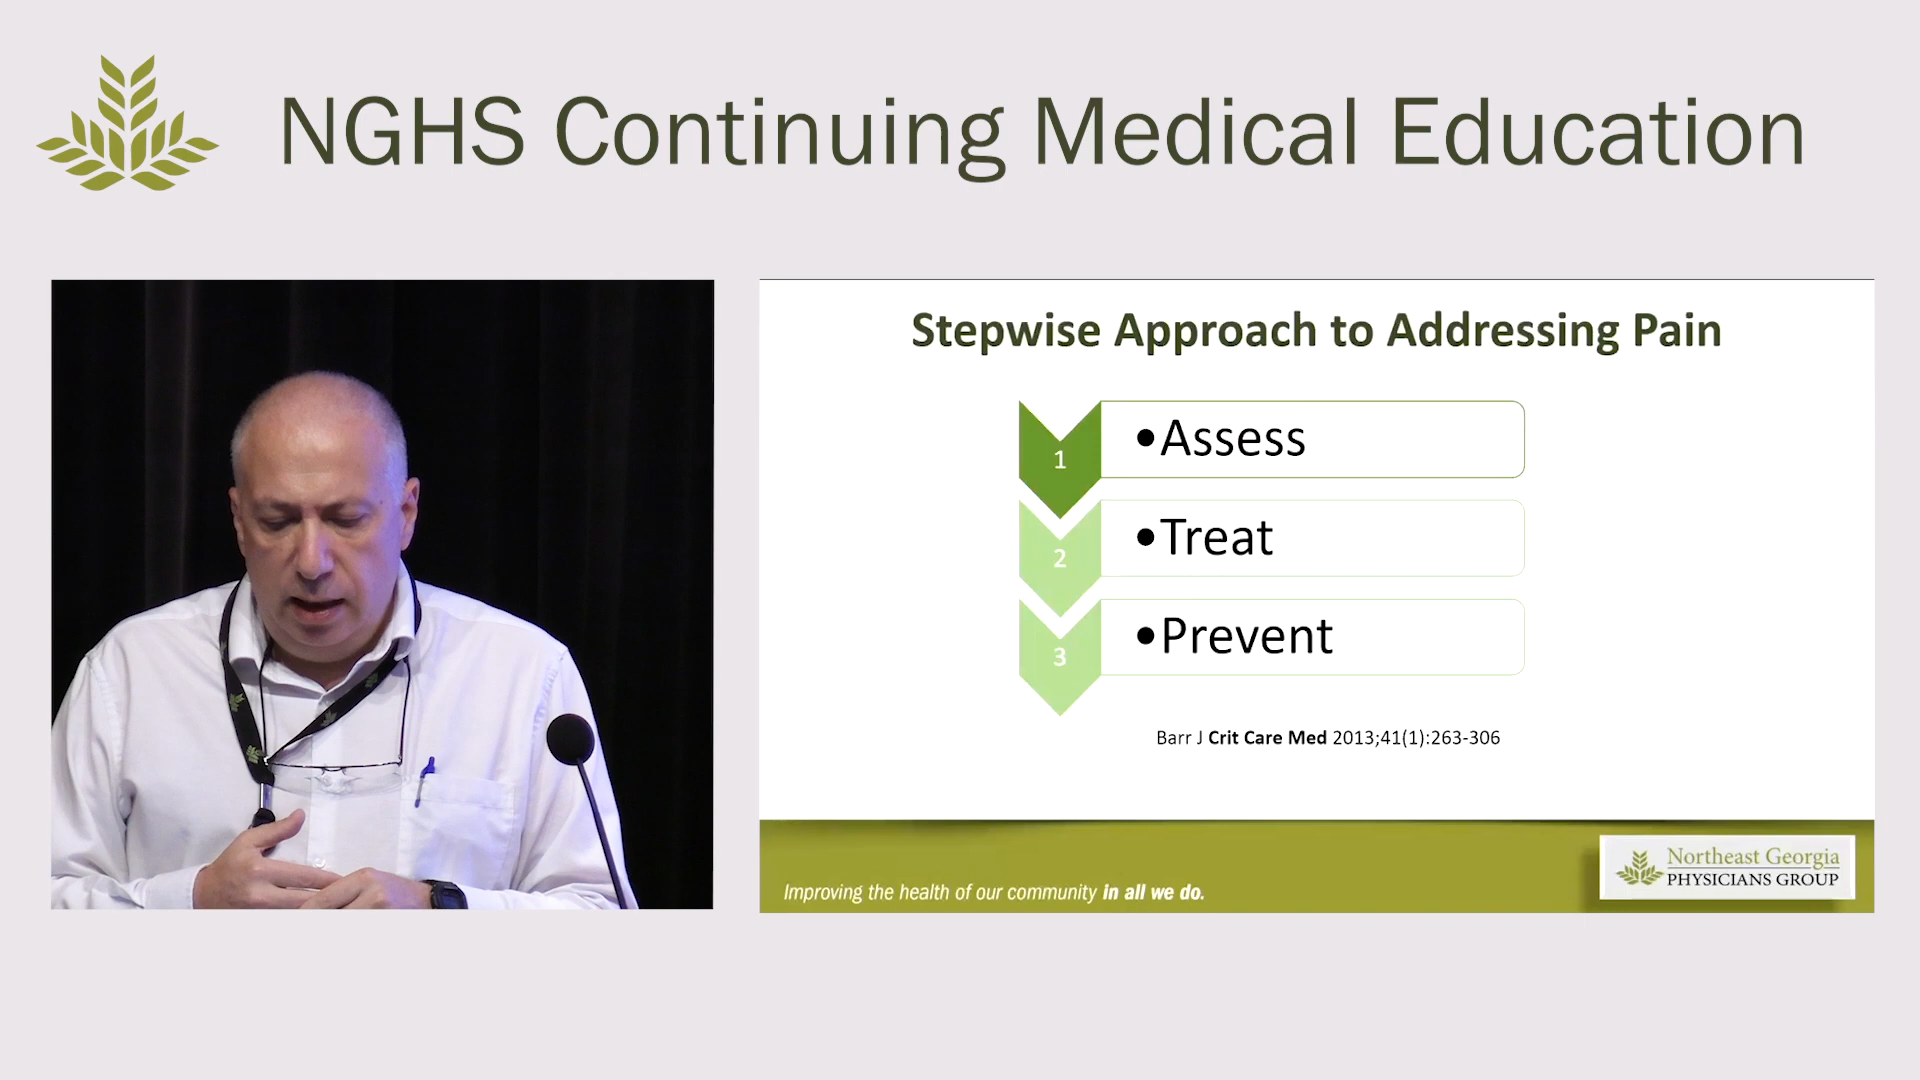 NGHS Continuing Medical Education
Stepwise Approach to Addressing Pain
1
•Assess
2
•Treat
3
•Prevent
Barr J Crit Care Med 2013;41(1):263-306
Improving the health of our community in all we do.
Northeast Georgia
PHYSICIANS GROUP